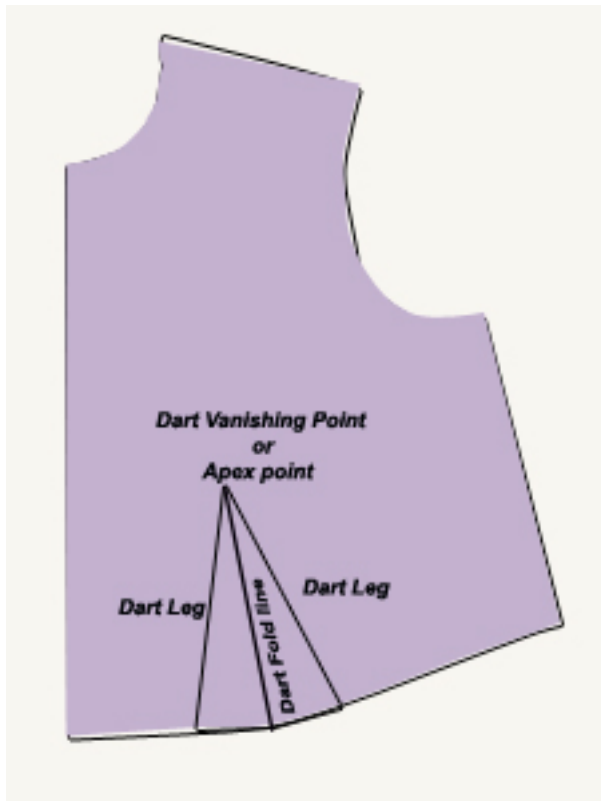 Dart Vanishing Point
or
Apex point
Dart Leg
Dart Fold line
Dart Leg